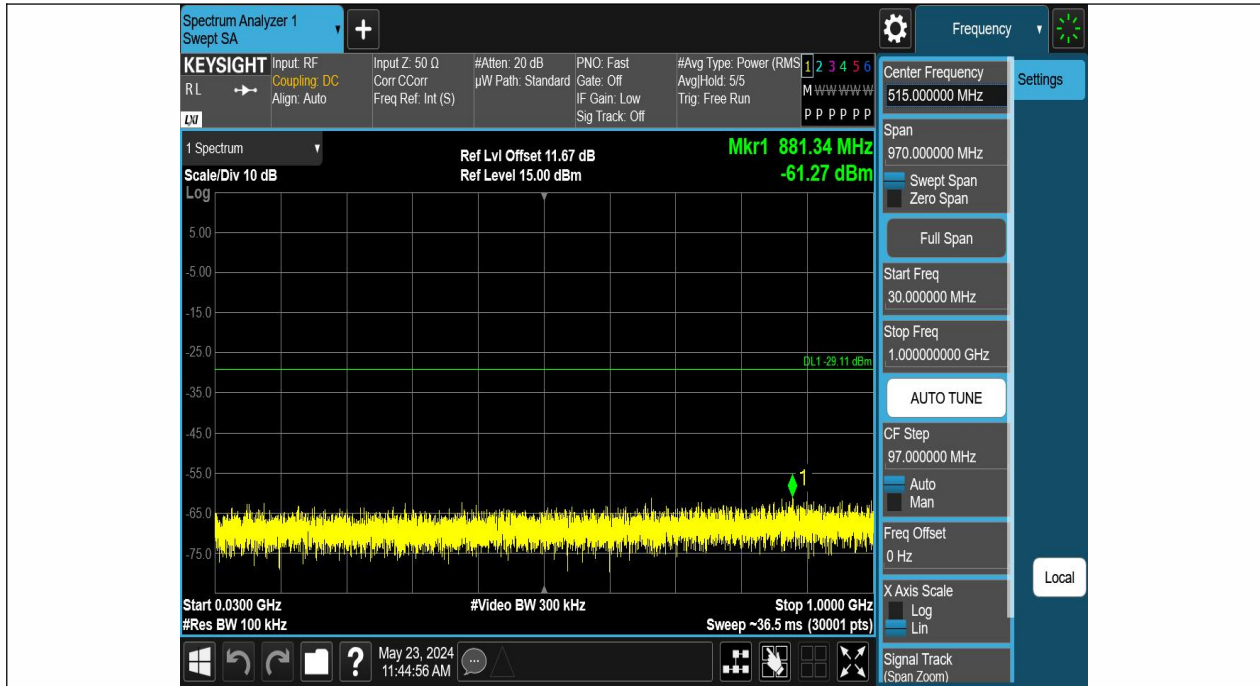 Spectrum Analyzer 1
Swept SA
Frequency
KEYSIGHT
RL
LXI
Input: RF
Coupling: DC
Align: Auto
Input Z: 50 Ω
Corr CCorr
Freq Ref: Int (S)
#Atten: 20 dB
µW Path: Standard
PNO: Fast
Gate: Off
IF Gain: Low
Sig Track: Off
#Avg Type: Power (RMS
Avg|Hold: 5/5
Trig: Free Run
1 2 3 4 5 6
M W W W W W
P P P P P P
1 Spectrum
Scale/Div 10 dB
Log
Ref Lvl Offset 11.67 dB
Ref Level 15.00 dBm
Mkr1 881.34 MHz
-61.27 dBm
5.00
-5.00
-15.0
-25.0
DL1 -29.11 dBm
-35.0
-45.0
-55.0
1
-65.0
-75.0
Start 0.0300 GHz
#Res BW 100 kHz
#Video BW 300 kHz
Stop 1.0000 GHz
Sweep ~36.5 ms (30001 pts)
May 23, 2024
11:44:56 AM
Center Frequency
515.000000 MHz
Span
970.000000 MHz
Swept Span
Zero Span
Full Span
Start Freq
30.000000 MHz
Stop Freq
1.000000000 GHz
AUTO TUNE
CF Step
97.000000 MHz
Auto
Man
Freq Offset
0 Hz
X Axis Scale
Log
Lin
Signal Track
(Span Zoom)
Settings
Local